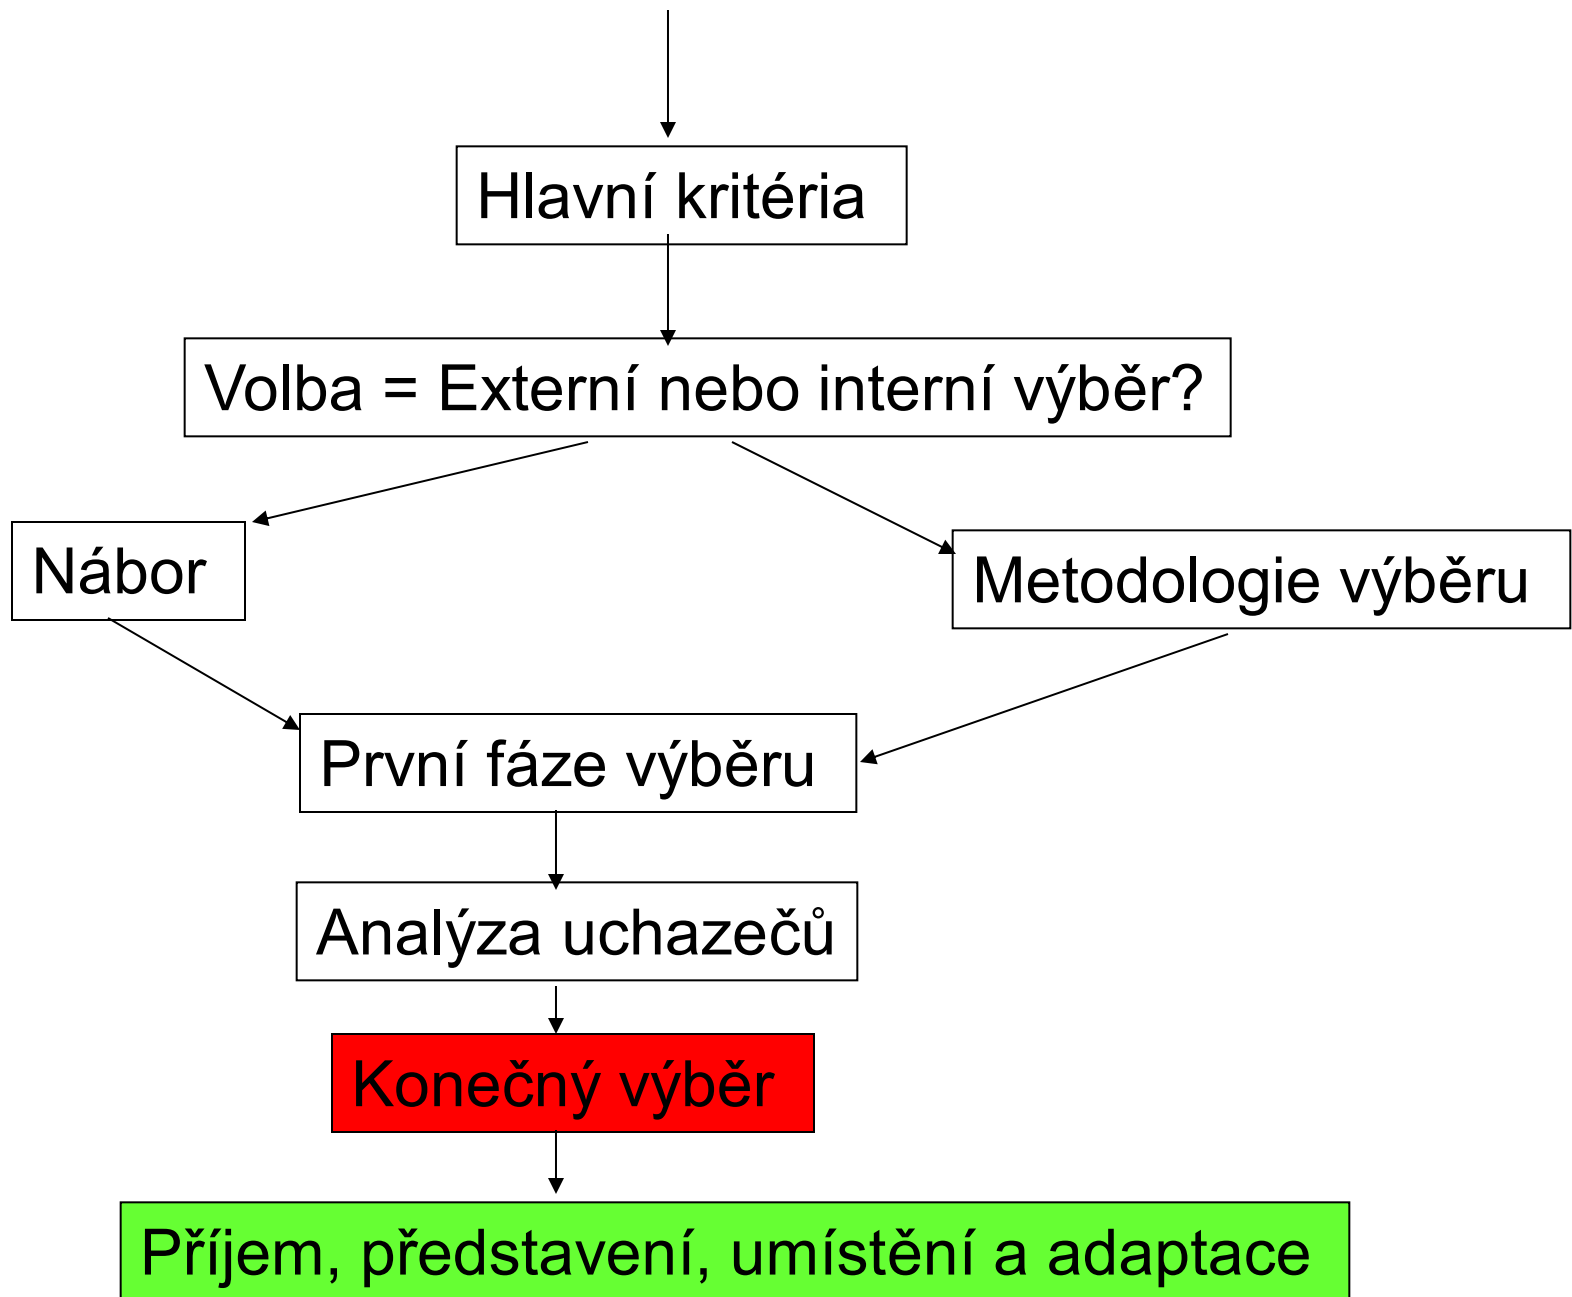 Hlavní kritéria
Volba = Externí nebo interní výběr?
Nábor
Metodologie výběru
První fáze výběru
Analýza uchazečů
Konečný výběr
Příjem, představení, umístění a adaptace